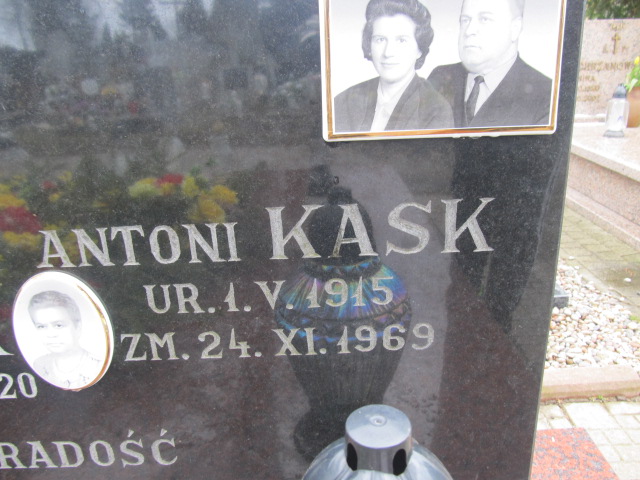 ANTONI KASK
UR. 1. V. 1915
ZM. 24. XI. 1969
20
RADOŚĆ